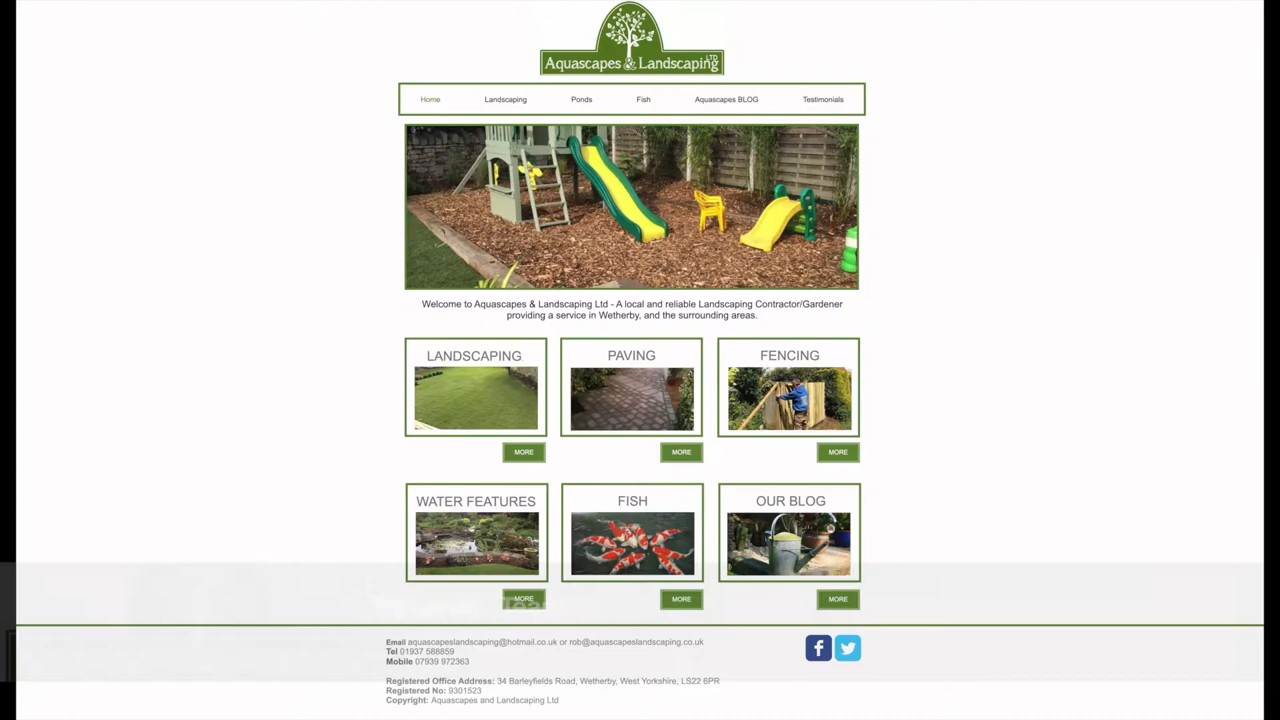 Aquascapes & Landscaping LTD
Home Landscaping Ponds Fish Aquascapes BLOG Testimonials
Welcome to Aquascapes & Landscaping Ltd - A local and reliable Landscaping Contractor/Gardener
providing a service in Wetherby, and the surrounding areas.
LANDSCAPING PAVING FENCING
MORE MORE MORE
WATER FEATURES FISH OUR BLOG
MORE MORE MORE
Email aquascapeslandscaping@hotmail.co.uk or rob@aquascapeslandscaping.co.uk
Tel 01937 588859
Mobile 07939 972363
Registered Office Address: 34 Barleyfields Road, Wetherby, West Yorkshire, LS22 6PR
Registered No: 9301523
Copyright: Aquascapes and Landscaping Ltd